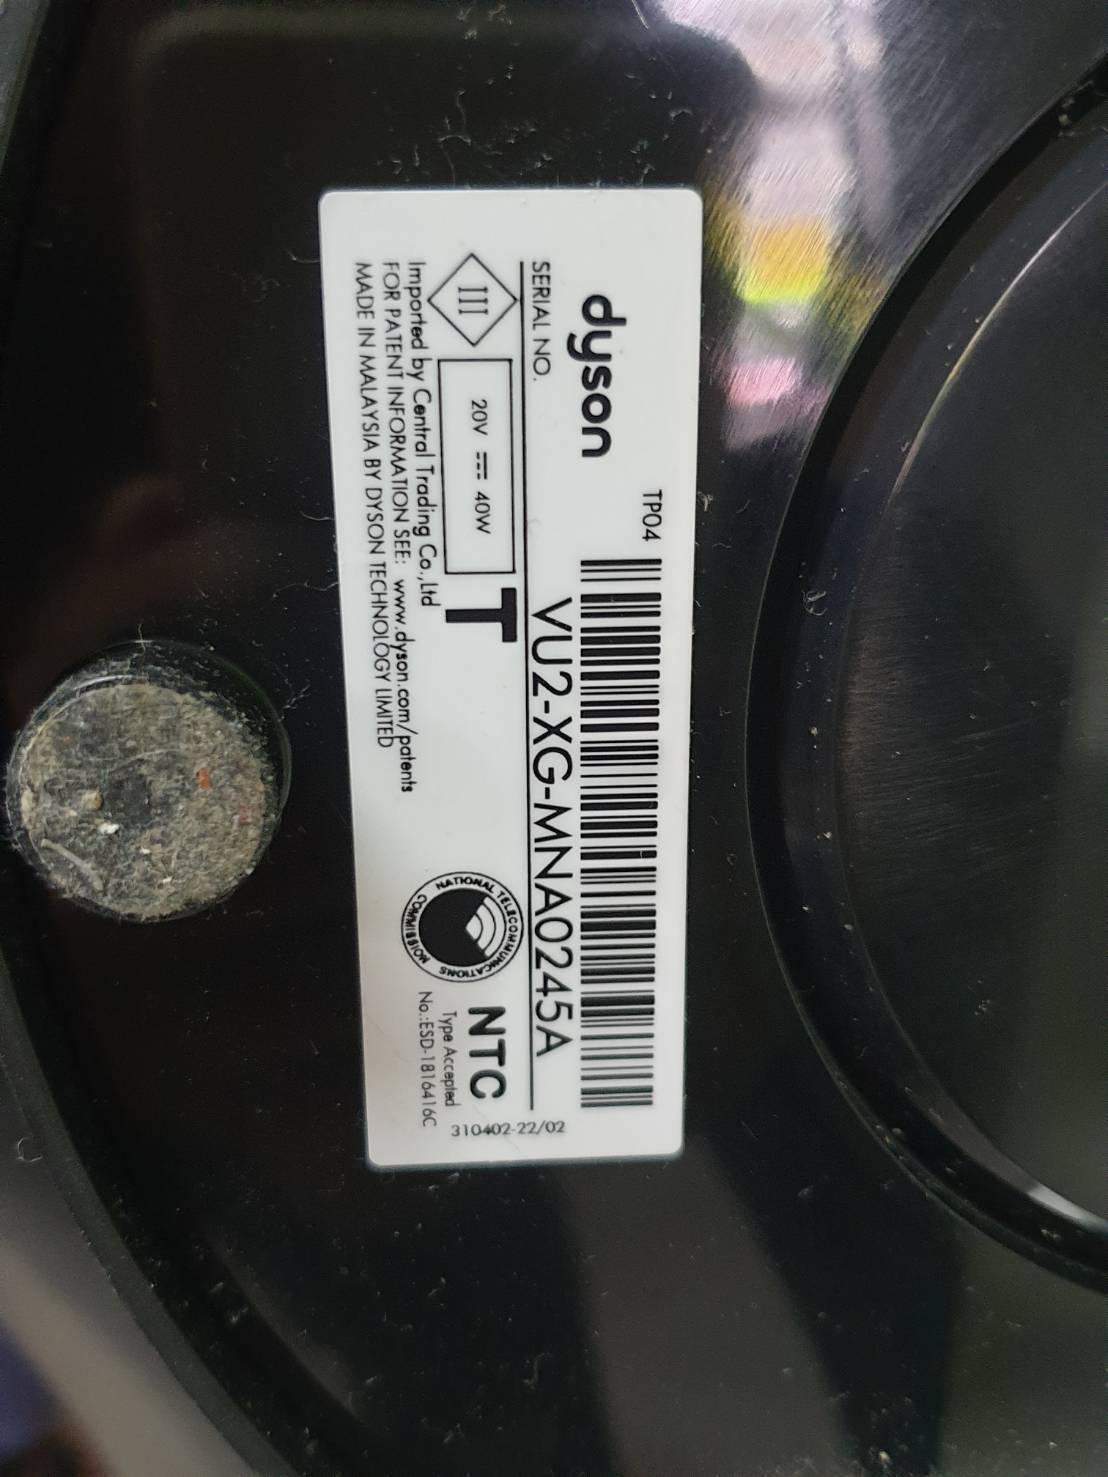 dyson
TP04
SERIAL NO.
VU2-XG-MNA0245A
III
20V ⎓ 40W
T
Imported by Central Trading Co.,Ltd
FOR PATENT INFORMATION SEE: www.dyson.com/patents
MADE IN MALAYSIA BY DYSON TECHNOLOGY LIMITED
NATIONAL TELECOMMUNICATIONS COMMISSION
NTC
Type Accepted
No.:ESD-1816416C
310402-22/02